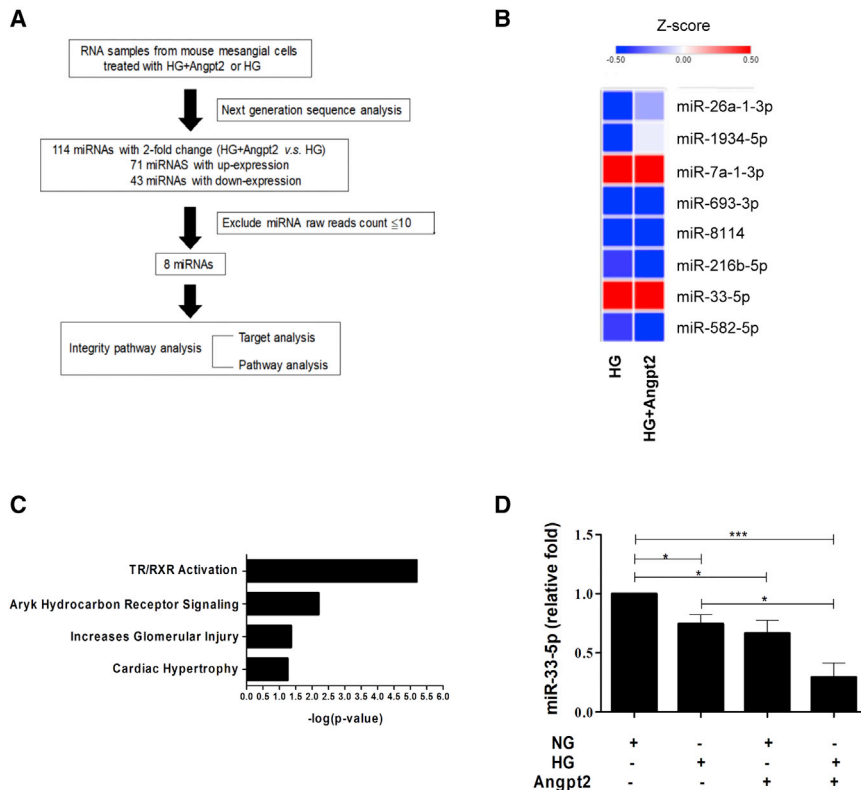 A
RNA samples from mouse mesangial cells
treated with HG+Angpt2 or HG
Next generation sequence analysis
114 miRNAs with 2-fold change (HG+Angpt2 v.s. HG)
71 miRNAS with up-expression
43 miRNAs with down-expression
Exclude miRNA raw reads count ≦10
8 miRNAs
Integrity pathway analysis
Target analysis
Pathway analysis
B
Z-score
-0.50 0.00 0.50
miR-26a-1-3p
miR-1934-5p
miR-7a-1-3p
miR-693-3p
miR-8114
miR-216b-5p
miR-33-5p
miR-582-5p
HG
HG+Angpt2
C
TR/RXR Activation
Aryk Hydrocarbon Receptor Signaling
Increases Glomerular Injury
Cardiac Hypertrophy
0.0 0.5 1.0 1.5 2.0 2.5 3.0 3.5 4.0 4.5 5.0 5.5 6.0
-log(p-value)
D
miR-33-5p (relative fold)
1.5
1.0
0.5
0.0
***
*
*
*
NG + - + -
HG - + - +
Angpt2 - - + +